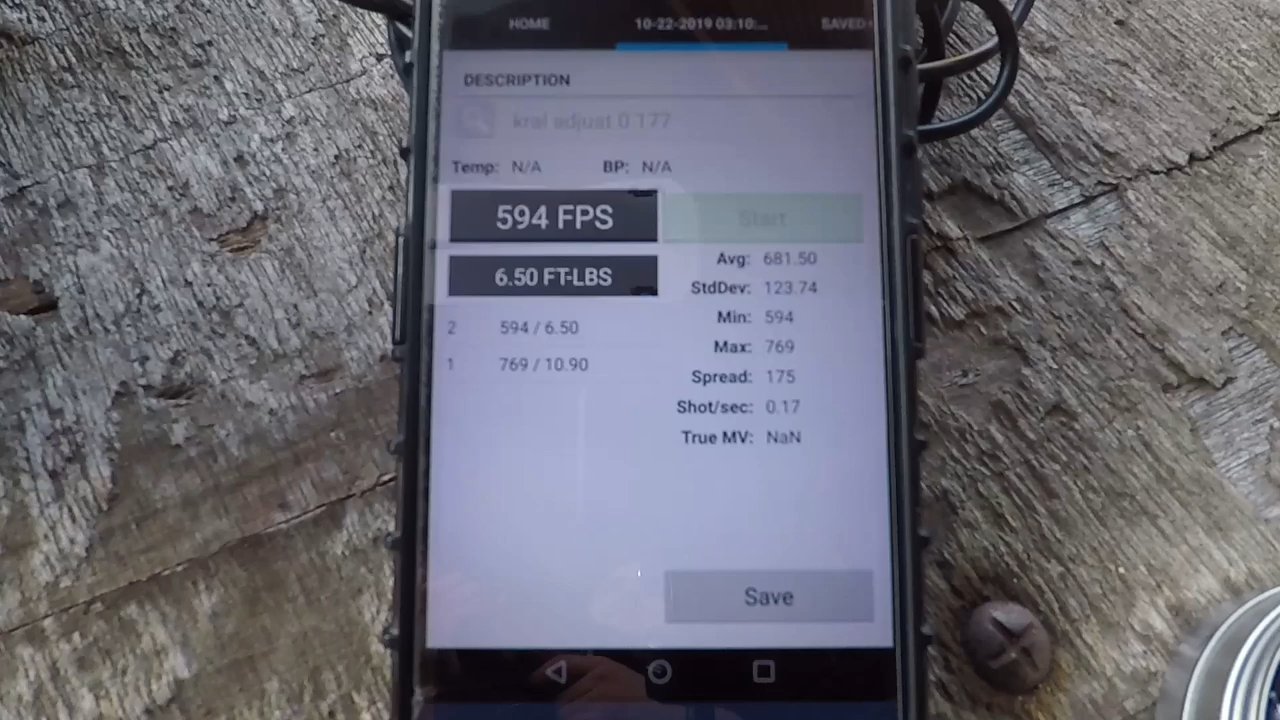 HOME 10-22-2019 03:10:... SAVED
DESCRIPTION
kral adjust 0.177
Temp: N/A BP: N/A
594 FPS Start
6.50 FT-LBS
Avg: 681.50
StdDev: 123.74
2 594 / 6.50
Min: 594
1 769 / 10.90
Max: 769
Spread: 175
Shot/sec: 0.17
True MV: NaN
Save